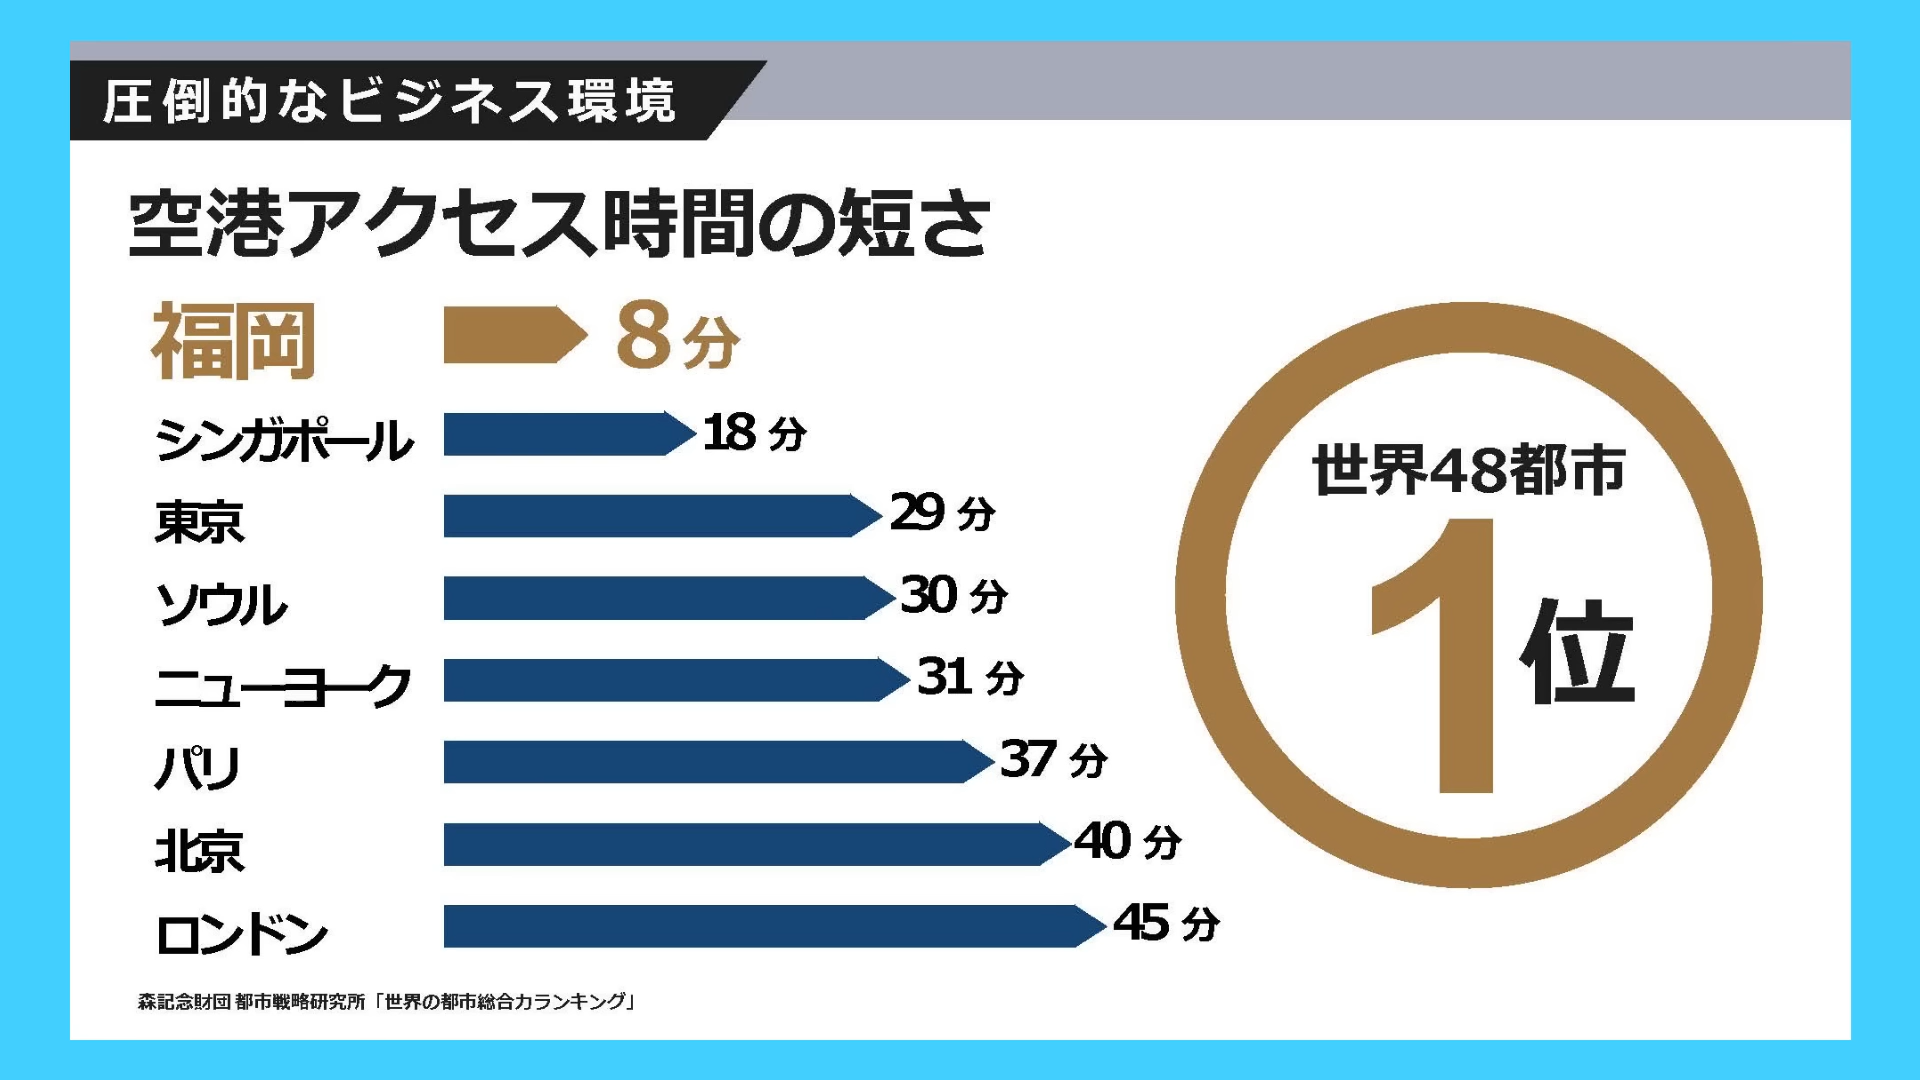 圧倒的なビジネス環境
空港アクセス時間の短さ
福岡 8分
シンガポール 18分
東京 29分
ソウル 30分
ニューヨーク 31分
パリ 37分
北京 40分
ロンドン 45分
世界48都市
1位
森記念財団 都市戦略研究所「世界の都市総合力ランキング」